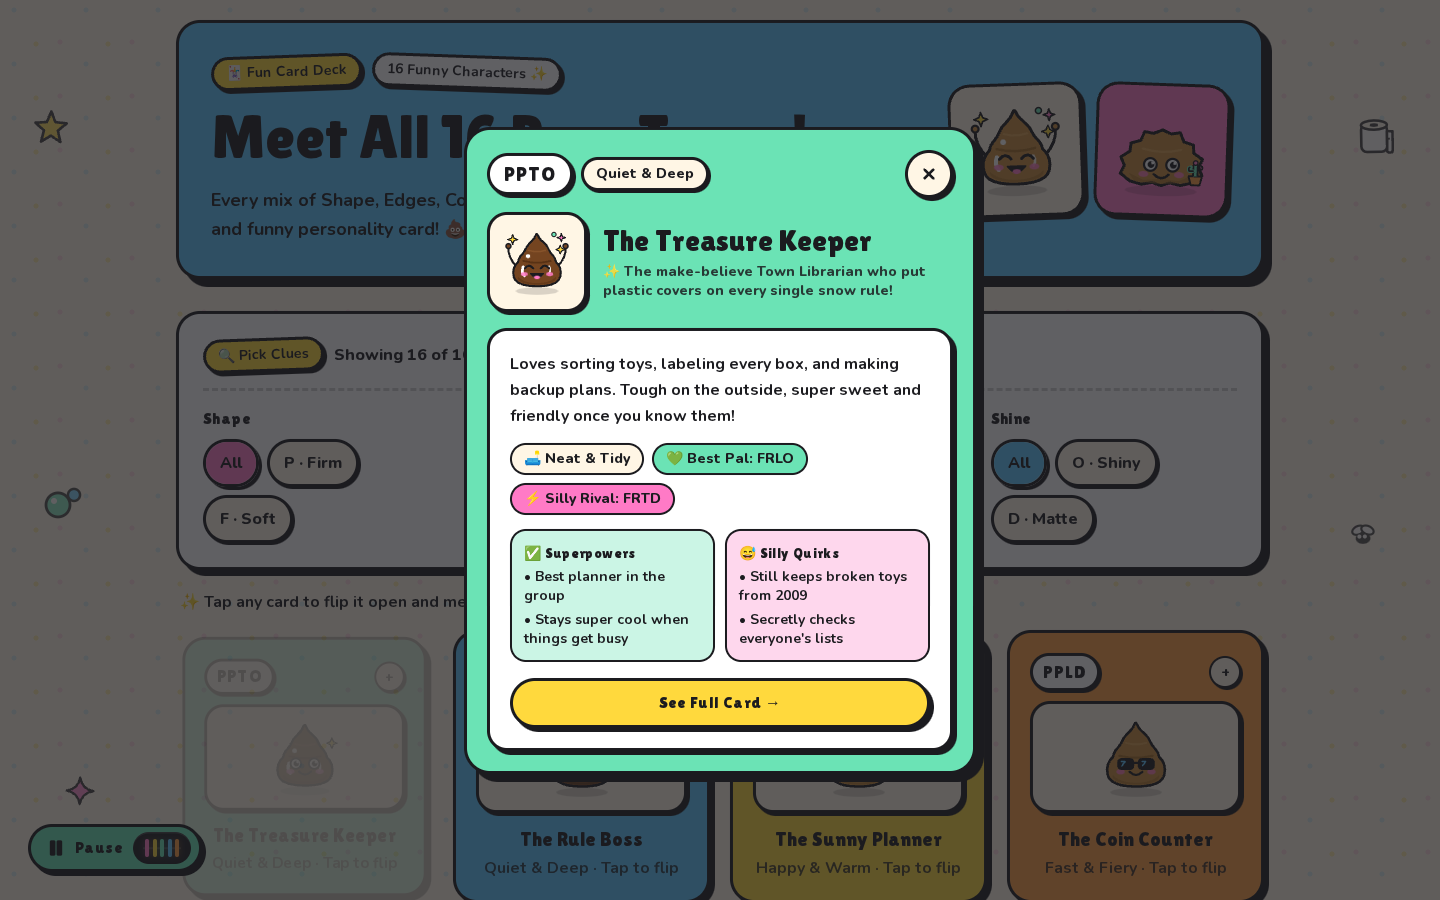 🃏 Fun Card Deck
16 Funny Characters ✨
Meet All 16
Every mix of Shape, Edges,
and funny personality card! 💩
PPTO
Quiet & Deep
×
The Treasure Keeper
✨ The make-believe Town Librarian who put
plastic covers on every single snow rule!
Loves sorting toys, labeling every box, and making
backup plans. Tough on the outside, super sweet and
friendly once you know them!
🛋️ Neat & Tidy
💚 Best Pal: FRLO
⚡ Silly Rival: FRTD
✅ Superpowers
• Best planner in the
group
• Stays super cool when
things get busy
😅 Silly Quirks
• Still keeps broken toys
from 2009
• Secretly checks
everyone's lists
See Full Card →
🔍 Pick Clues
Showing 16 of
Shape
All
P · Firm
F · Soft
Shine
All
O · Shiny
D · Matte
✨ Tap any card to flip it open and
PPTO
+
The Treasure Keeper
Quiet & Deep · Tap to flip
The Rule Boss
Quiet & Deep · Tap to flip
The Sunny Planner
Happy & Warm · Tap to flip
PPLD
+
The Coin Counter
Fast & Fiery · Tap to flip
Pause